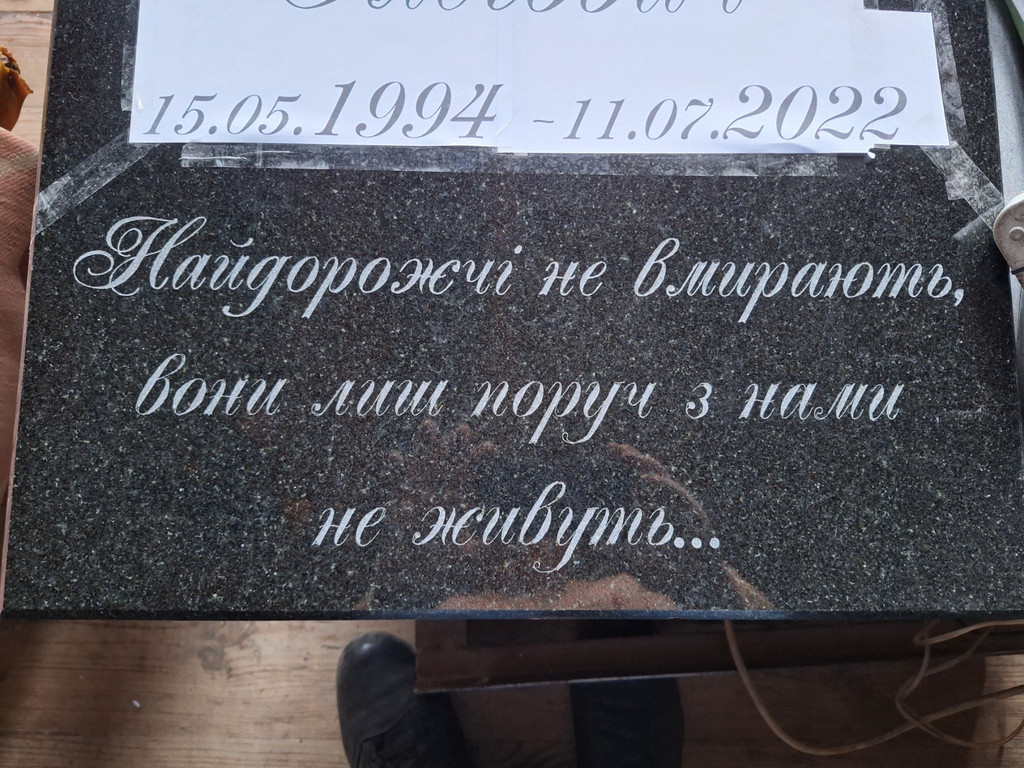 15.05.1994 -11.07.2022
Найдорожчі не вмирають,
вони лиш поруч з нами
не живуть...